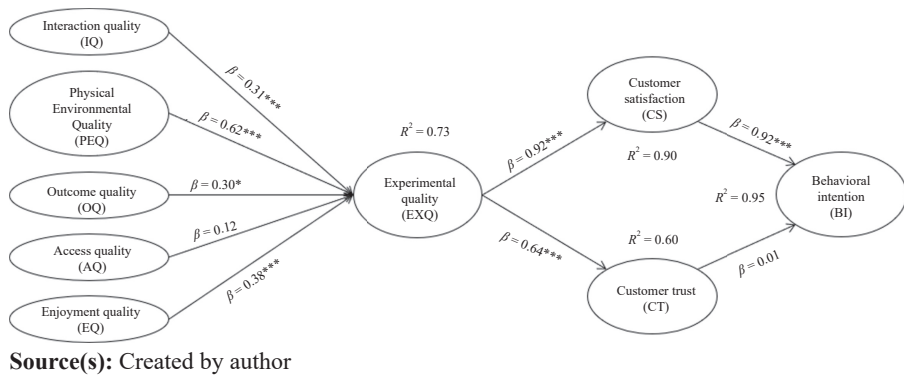 Interaction quality
(IQ)
Physical
Environmental
Quality
(PEQ)
Outcome quality
(OQ)
Access quality
(AQ)
Enjoyment quality
(EQ)
β = 0.31***
β = 0.62***
β = 0.30*
β = 0.12
β = 0.38***
R² = 0.73
Experimental
quality
(EXQ)
β = 0.92***
β = 0.64***
Customer
satisfaction
(CS)
R² = 0.90
R² = 0.60
Customer trust
(CT)
β = 0.92***
R² = 0.95
β = 0.01
Behavioral
intention
(BI)
Source(s): Created by author